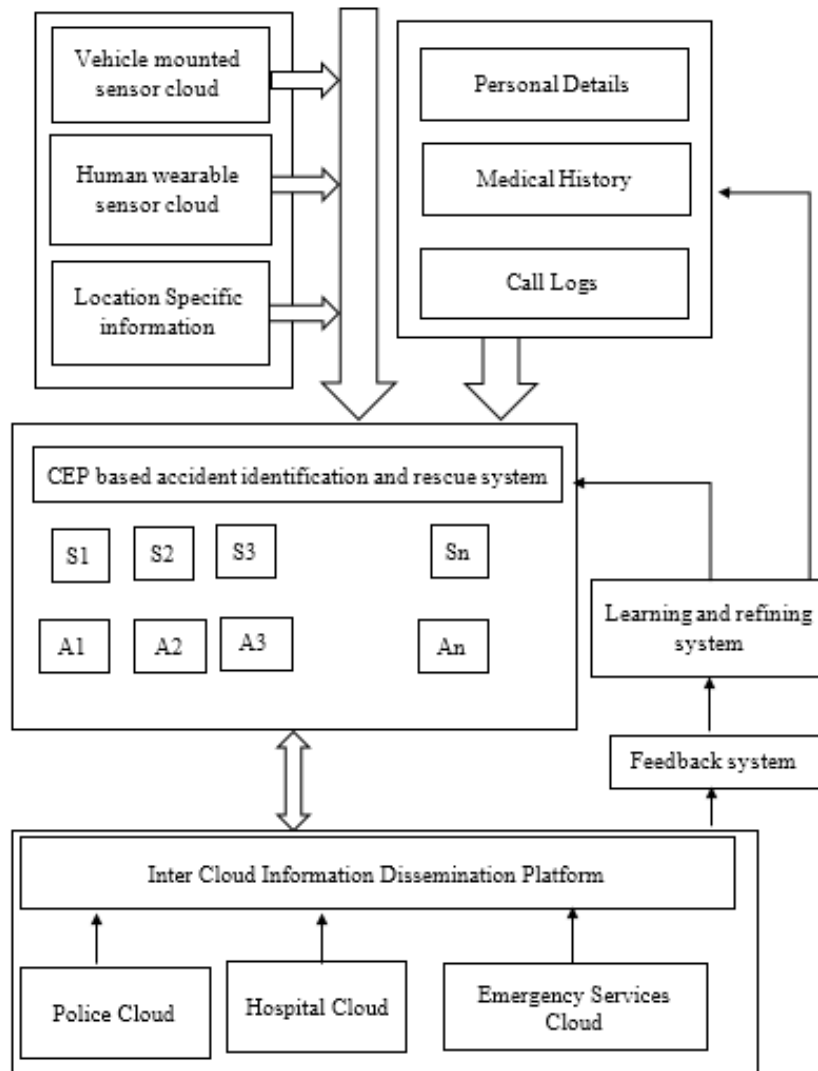 Vehicle mounted
sensor cloud
Human wearable
sensor cloud
Location Specific
information
Personal Details
Medical History
Call Logs
CEP based accident identification and rescue system
S1
S2
S3
Sn
A1
A2
A3
An
Learning and refining
system
Feedback system
Inter Cloud Information Dissemination Platform
Police Cloud
Hospital Cloud
Emergency Services
Cloud